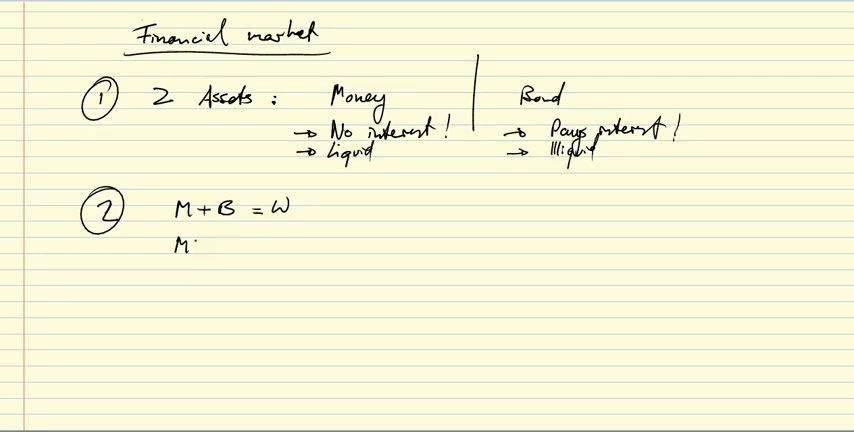 Financial market
① 2 Assets : Money | Bond
→ No interest! → Pays interest!
→ Liquid → Illiquid
② M + B = W
M.